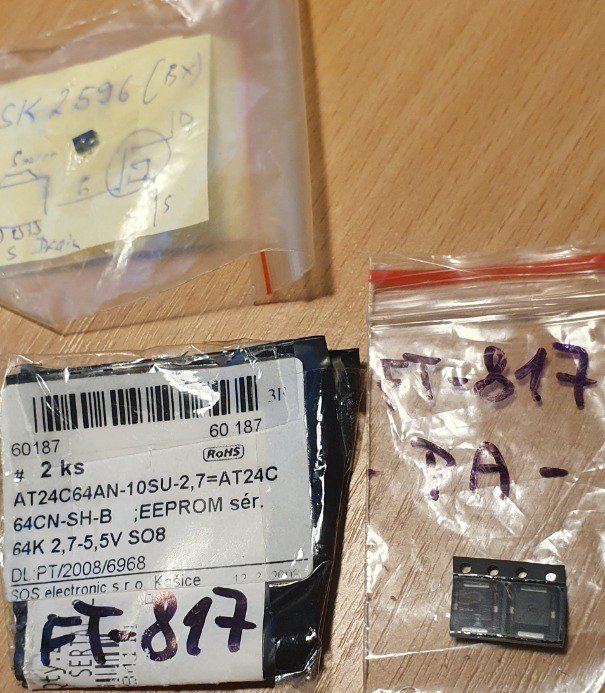 SK2596 (BX)
D
G
S
S Drain
60187
60 187
RoHS
# 2 ks
AT24C64AN-10SU-2,7=AT24C
64CN-SH-B ;EEPROM sér.
64K 2,7-5,5V SO8
DL:PT/2008/6968
SOS electronic s r o Košice
FT-817
FT-817
- PA -